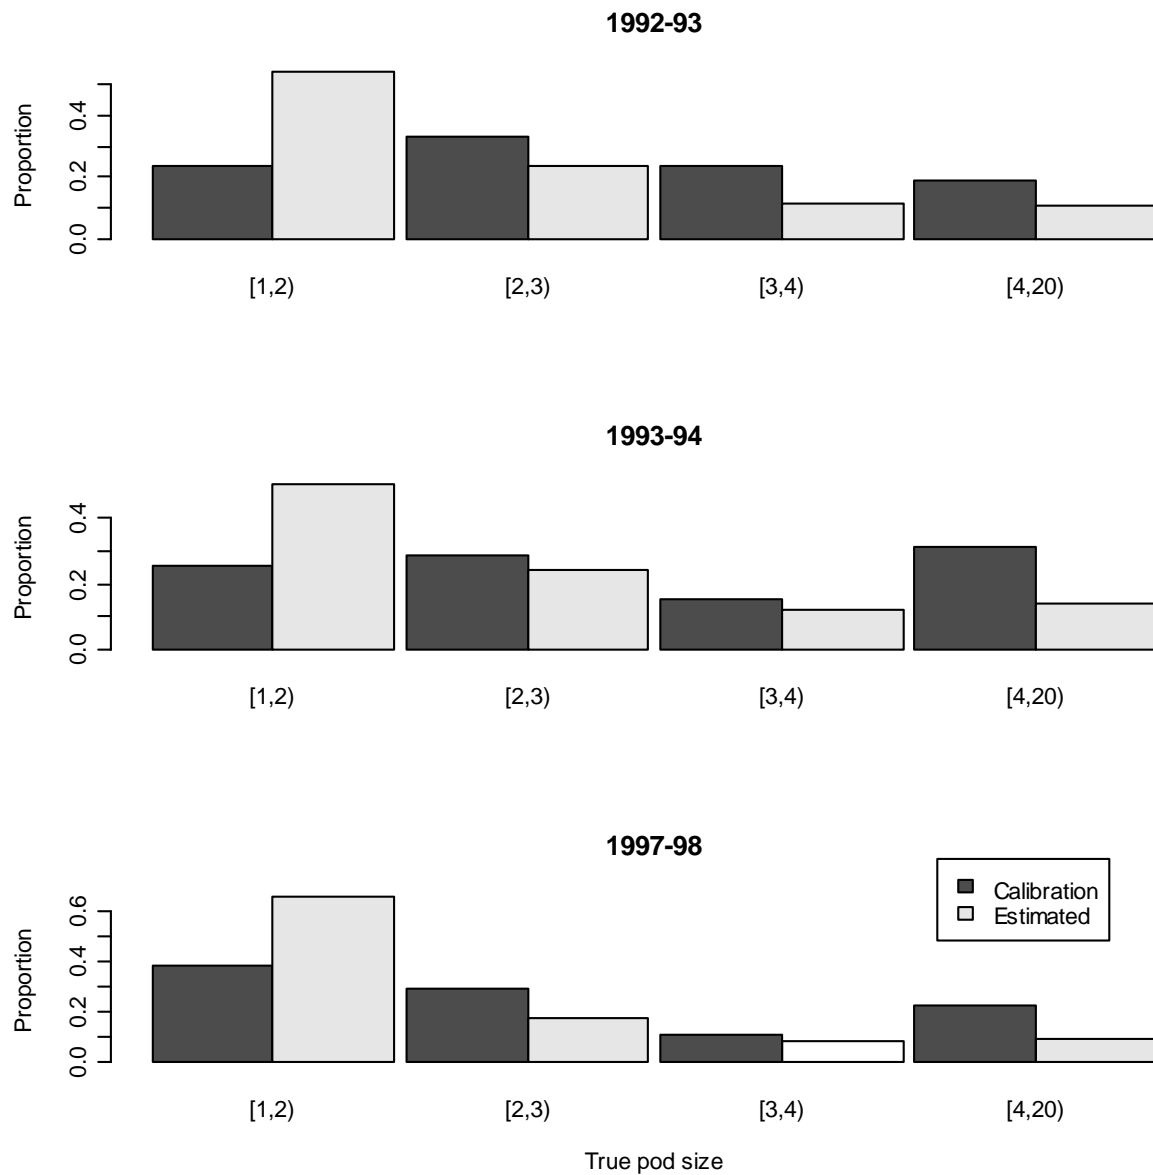 1992-93
Proportion
0.4
0.2
0.0
[1,2) [2,3) [3,4) [4,20)
1993-94
Proportion
0.4
0.2
0.0
[1,2) [2,3) [3,4) [4,20)
1997-98
Calibration
Estimated
Proportion
0.6
0.4
0.2
0.0
[1,2) [2,3) [3,4) [4,20)
True pod size